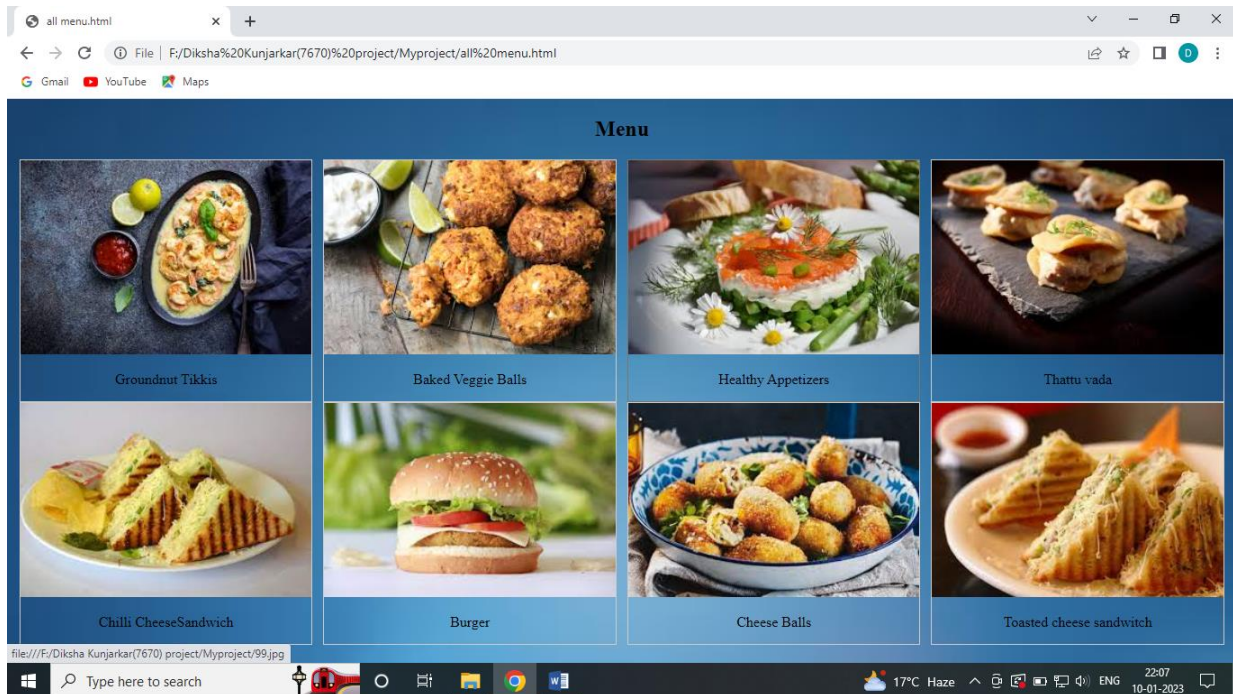 all menu.html
File | F:/Diksha%20Kunjarkar(7670)%20project/Myproject/all%20menu.html
Gmail YouTube Maps
D
Menu
Groundnut Tikkis Baked Veggie Balls Healthy Appetizers Thattu vada
Chilli CheeseSandwich Burger Cheese Balls Toasted cheese sandwitch
file:///F:/Diksha Kunjarkar(7670) project/Myproject/99.jpg
Type here to search 17°C Haze ENG 22:07
10-01-2023